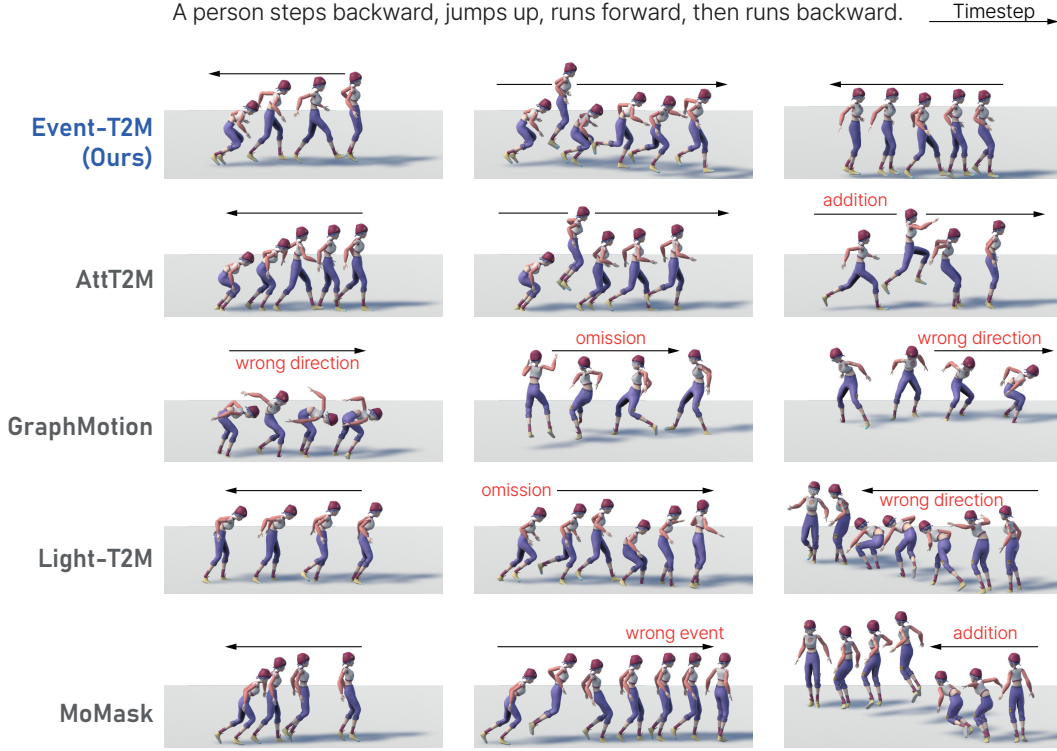 A person steps backward, jumps up, runs forward, then runs backward.
Timestep
Event-T2M
(Ours)
AttT2M
addition
GraphMotion
wrong direction
omission
wrong direction
Light-T2M
omission
wrong direction
MoMask
wrong event
addition